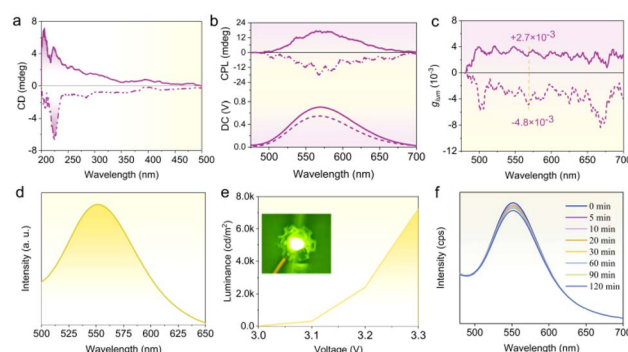 a
8
4
0
-4
-8
CD (mdeg)
200 250 300 350 400 450 500
Wavelength (nm)
b
24
12
0
-12
-24
CPL (mdeg)
0.8
0.4
0.0
DC (V)
500 550 600 650 700
Wavelength (nm)
c
8
4
0
-4
-8
-12
g_lum (10⁻³)
+2.7×10⁻³
-4.8×10⁻³
500 550 600 650 700
Wavelength (nm)
d
Intensity (a. u.)
500 525 550 575 600 625 650
Wavelength (nm)
e
8.0k
6.0k
4.0k
2.0k
0.0
Luminance (cd/m²)
3.0 3.1 3.2 3.3
Voltage (V)
f
Intensity (cps)
0 min
5 min
10 min
20 min
30 min
60 min
90 min
120 min
500 550 600 650 700
Wavelength (nm)